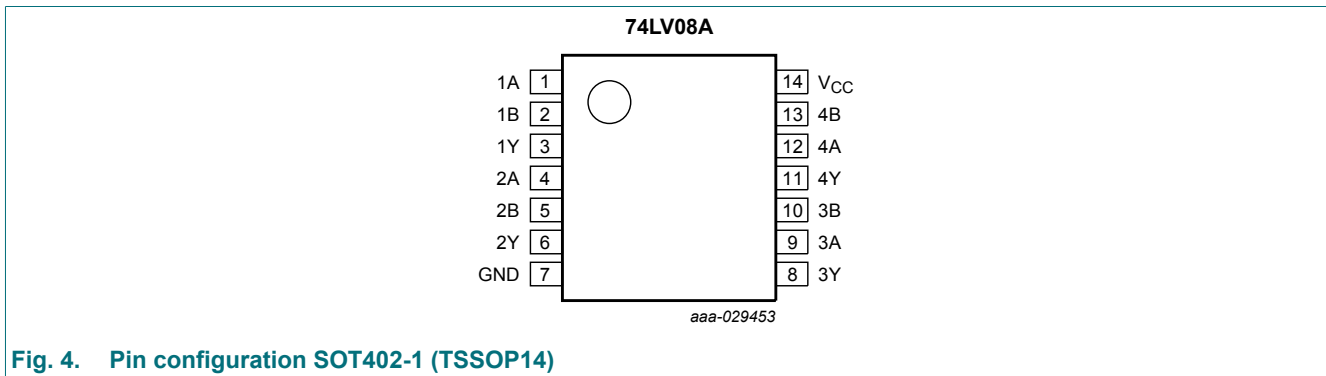 74LV08A
1A 1 14 VCC
1B 2 13 4B
1Y 3 12 4A
2A 4 11 4Y
2B 5 10 3B
2Y 6 9 3A
GND 7 8 3Y
aaa-029453
Fig. 4. Pin configuration SOT402-1 (TSSOP14)